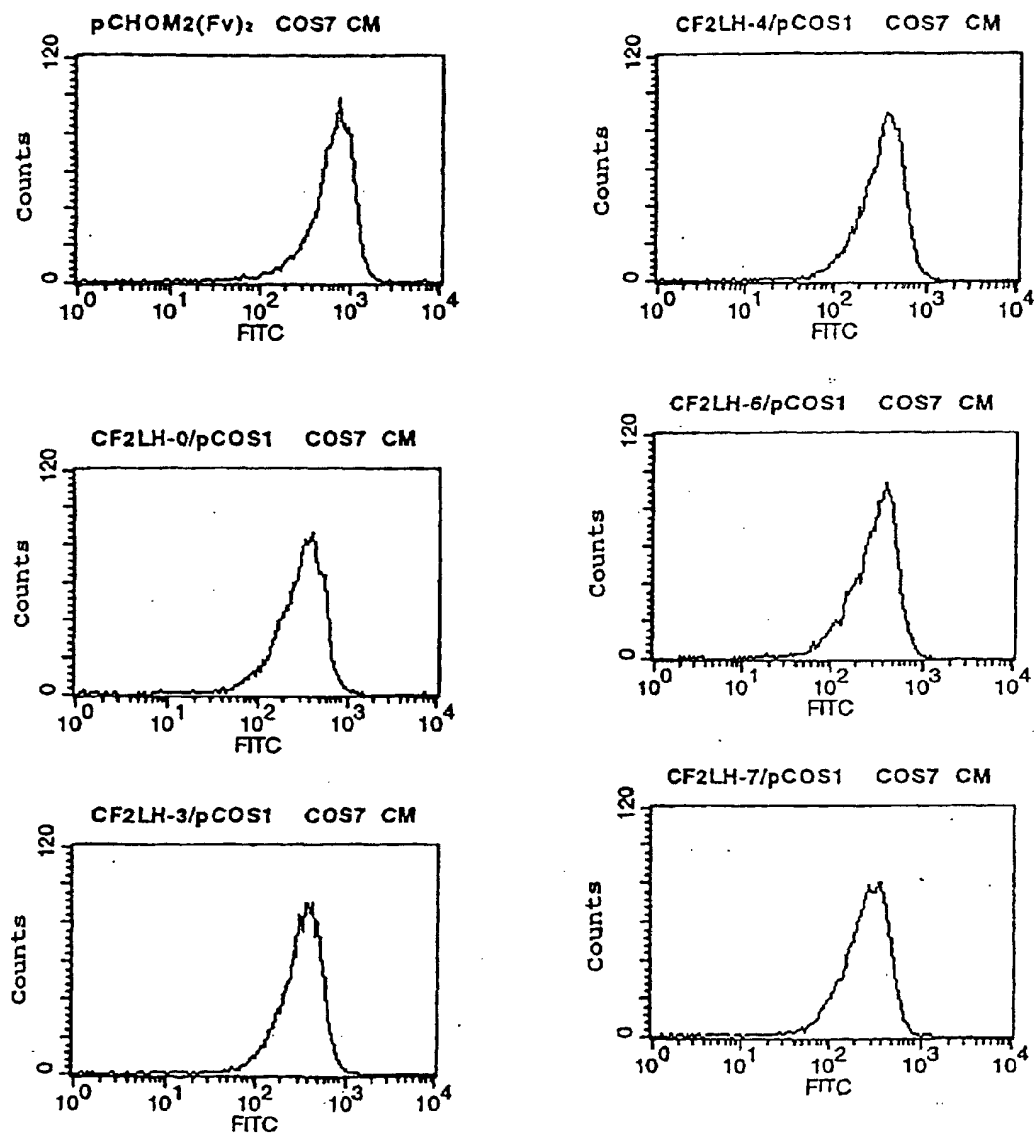 pCHOM2(Fv)₂ COS7 CM
120
Counts
0
10⁰ 10¹ 10² 10³ 10⁴
FITC
CF2LH-0/pCOS1 COS7 CM
120
Counts
0
10⁰ 10¹ 10² 10³ 10⁴
FITC
CF2LH-3/pCOS1 COS7 CM
120
Counts
0
10⁰ 10¹ 10² 10³ 10⁴
FITC
CF2LH-4/pCOS1 COS7 CM
120
Counts
0
10⁰ 10¹ 10² 10³ 10⁴
FITC
CF2LH-6/pCOS1 COS7 CM
120
Counts
0
10⁰ 10¹ 10² 10³ 10⁴
FITC
CF2LH-7/pCOS1 COS7 CM
120
Counts
0
10⁰ 10¹ 10² 10³ 10⁴
FITC